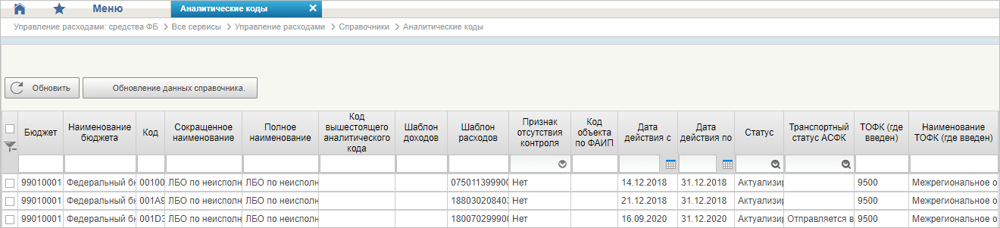 Меню Аналитические коды
Управление расходами: средства ФБ Все сервисы Управление расходами Справочники Аналитические коды
Обновить Обновление данных справочника.
Бюджет Наименование бюджета Код Сокращенное наименование Полное наименование Код вышестоящего аналитического кода Шаблон доходов Шаблон расходов Признак отсутствия контроля Код объекта по ФАИП Дата действия с Дата действия по Статус Транспортный статус АСФК ТОФК (где введен) Наименование ТОФК (где введен)
99010001 Федеральный бю 00100 ЛБО по неисполн ЛБО по неисполн 075011399900 Нет 14.12.2018 31.12.2018 Актуализир 9500 Межрегиональное о
99010001 Федеральный бю 001A9 ЛБО по неисполн ЛБО по неисполн 188030208403 Нет 21.12.2018 31.12.2018 Актуализир 9500 Межрегиональное о
99010001 Федеральный бю 001D3 ЛБО по неисполн ЛБО по неисполн 180070299900 Нет 16.09.2020 31.12.2020 Актуализир Отправляется в 9500 Межрегиональное о